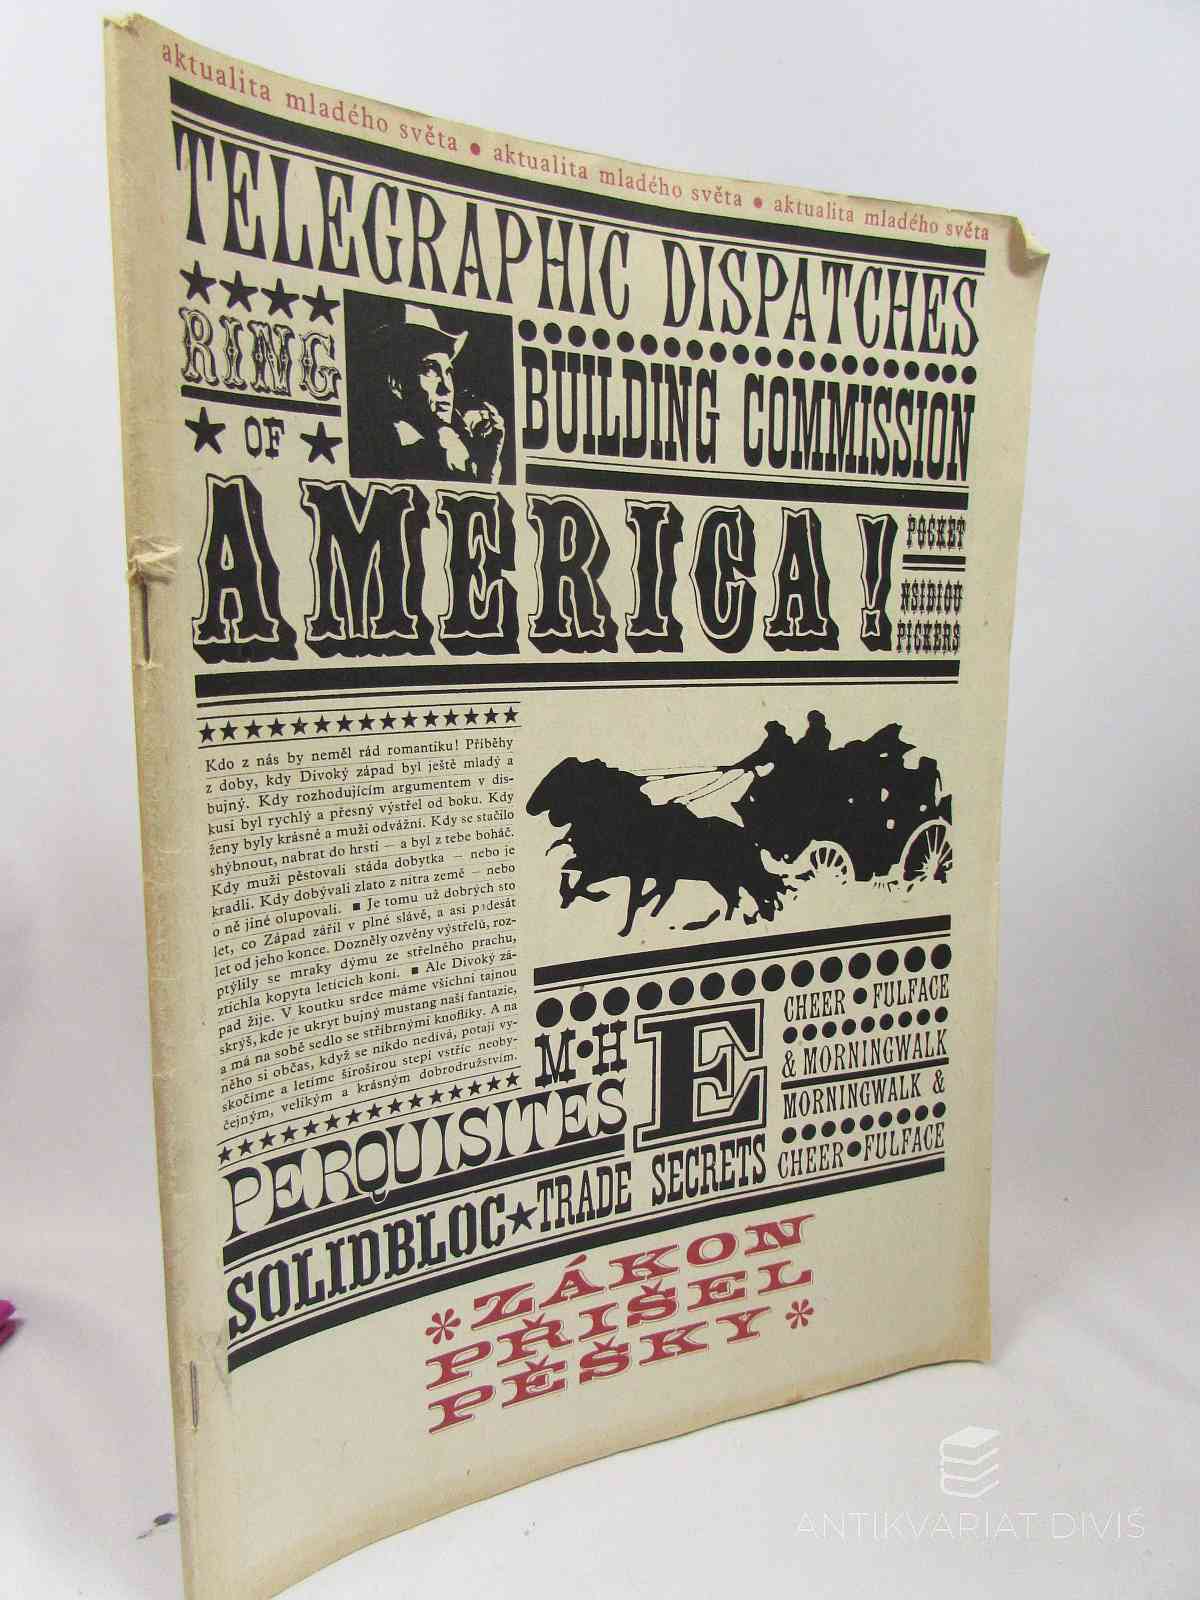 aktualita mladého světa ● aktualita mladého světa ● aktualita mladého světa
TELEGRAPHIC DISPATCHES
RING
OF
BUILDING COMMISSION
AMERICA!
POCKET
NSIDIOU
PICKERS
Kdo z nás by neměl rád romantiku! Příběhy
z doby, kdy Divoký západ byl ještě mladý a
bujný. Kdy rozhodujícím argumentem v dis-
kusi byl rychlý a přesný výstřel od boku. Kdy
ženy byly krásné a muži odvážní. Kdy se stačilo
shýbnout, nabrat do hrsti — a byl z tebe boháč.
Kdy muži pěstovali stáda dobytka — nebo je
kradli. Kdy dobývali zlato z nitra země — nebo
o ně jiné olupovali. ■ Je tomu už dobrých sto
let, co Západ zářil v plné slávě, a asi padesát
let od jeho konce. Dozněly ozvěny výstřelů, roz-
ptýlily se mraky dýmu ze střelného prachu,
ztichla kopyta letících koní. ■ Ale Divoký zá-
pad žije. V koutku srdce máme všichni tajnou
skrýš, kde je ukryt bujný mustang naší fantazie,
a má na sobě sedlo se stříbrnými knoflíky. A na
něho si občas, když se nikdo nedívá, potají vy-
skočíme a letíme široširou stepí vstříc neoby-
čejným, velikým a krásným dobrodružstvím.
M•H
E
CHEER ● FULFACE
& MORNINGWALK
MORNINGWALK &
CHEER ● FULFACE
PERQUISITES
SOLIDBLOC ★ TRADE SECRETS
* ZÁKON
PŘIŠEL
PĚŠKY *
ANTIKVARIAT DIVIŠ